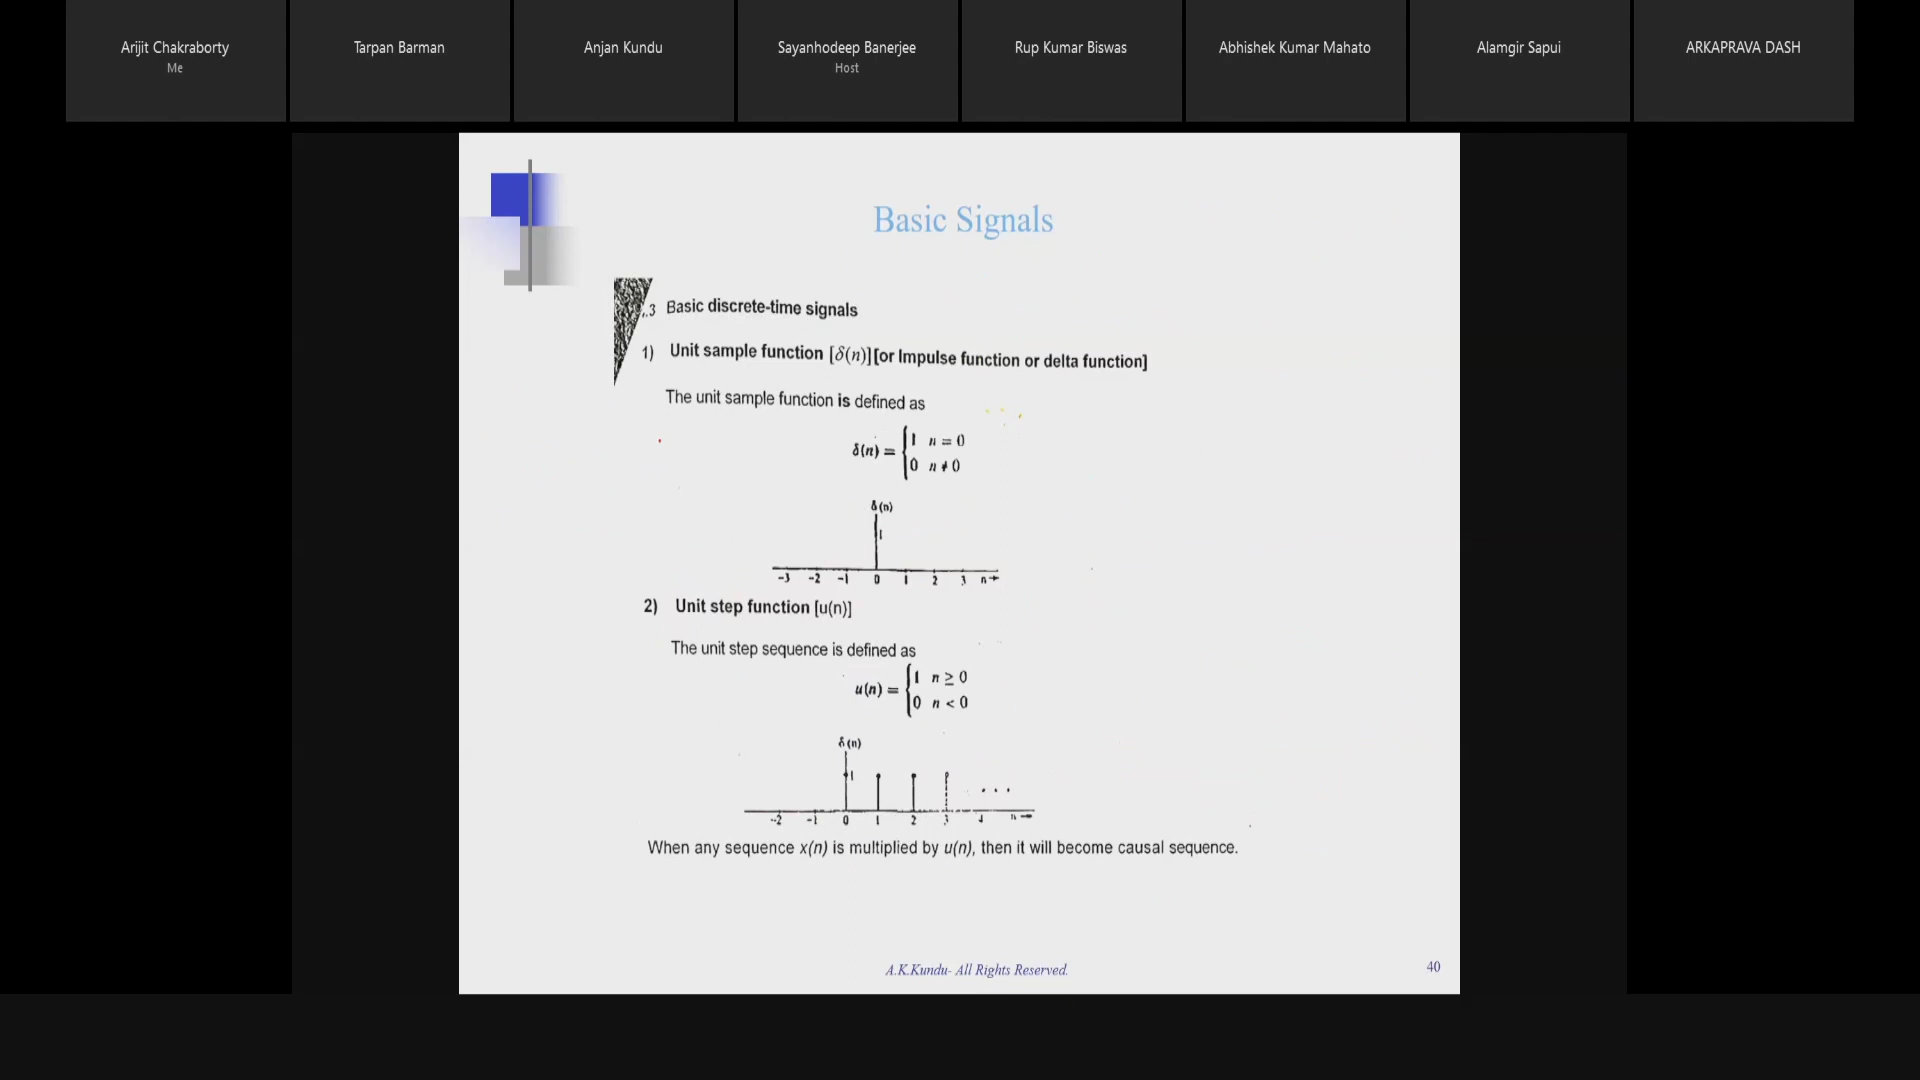 Arijit Chakraborty
Me
Tarpan Barman
Anjan Kundu
Sayanhodeep Banerjee
Host
Rup Kumar Biswas
Abhishek Kumar Mahato
Alamgir Sapui
ARKAPRAVA DASH
Basic Signals
.3 Basic discrete-time signals
1) Unit sample function [δ(n)] [or Impulse function or delta function]
The unit sample function is defined as
δ(n) = { 1 n = 0
0 n ≠ 0
δ(n)
1
-3 -2 -1 0 1 2 3 n→
2) Unit step function [u(n)]
The unit step sequence is defined as
u(n) = { 1 n ≥ 0
0 n < 0
δ(n)
1
...
-2 -1 0 1 2 3 4 n→
When any sequence x(n) is multiplied by u(n), then it will become causal sequence.
A.K.Kundu- All Rights Reserved.
40